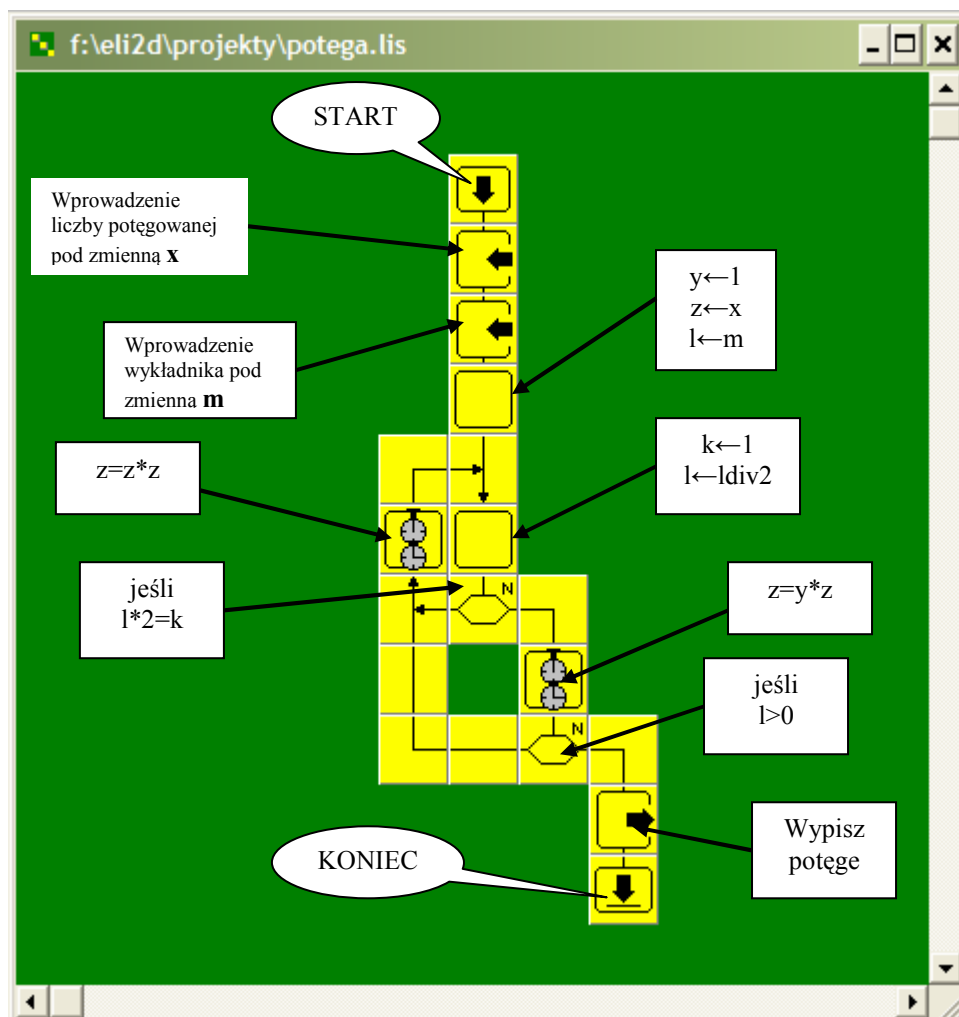 f:\eli2d\projekty\potega.lis
START
Wprowadzenie
liczby potęgowanej
pod zmienną x
y←1
z←x
l←m
Wprowadzenie
wykładnika pod
zmienna m
z=z*z
k←1
l←ldiv2
jeśli
l*2=k
N
z=y*z
jeśli
l>0
N
Wypisz
potęge
KONIEC